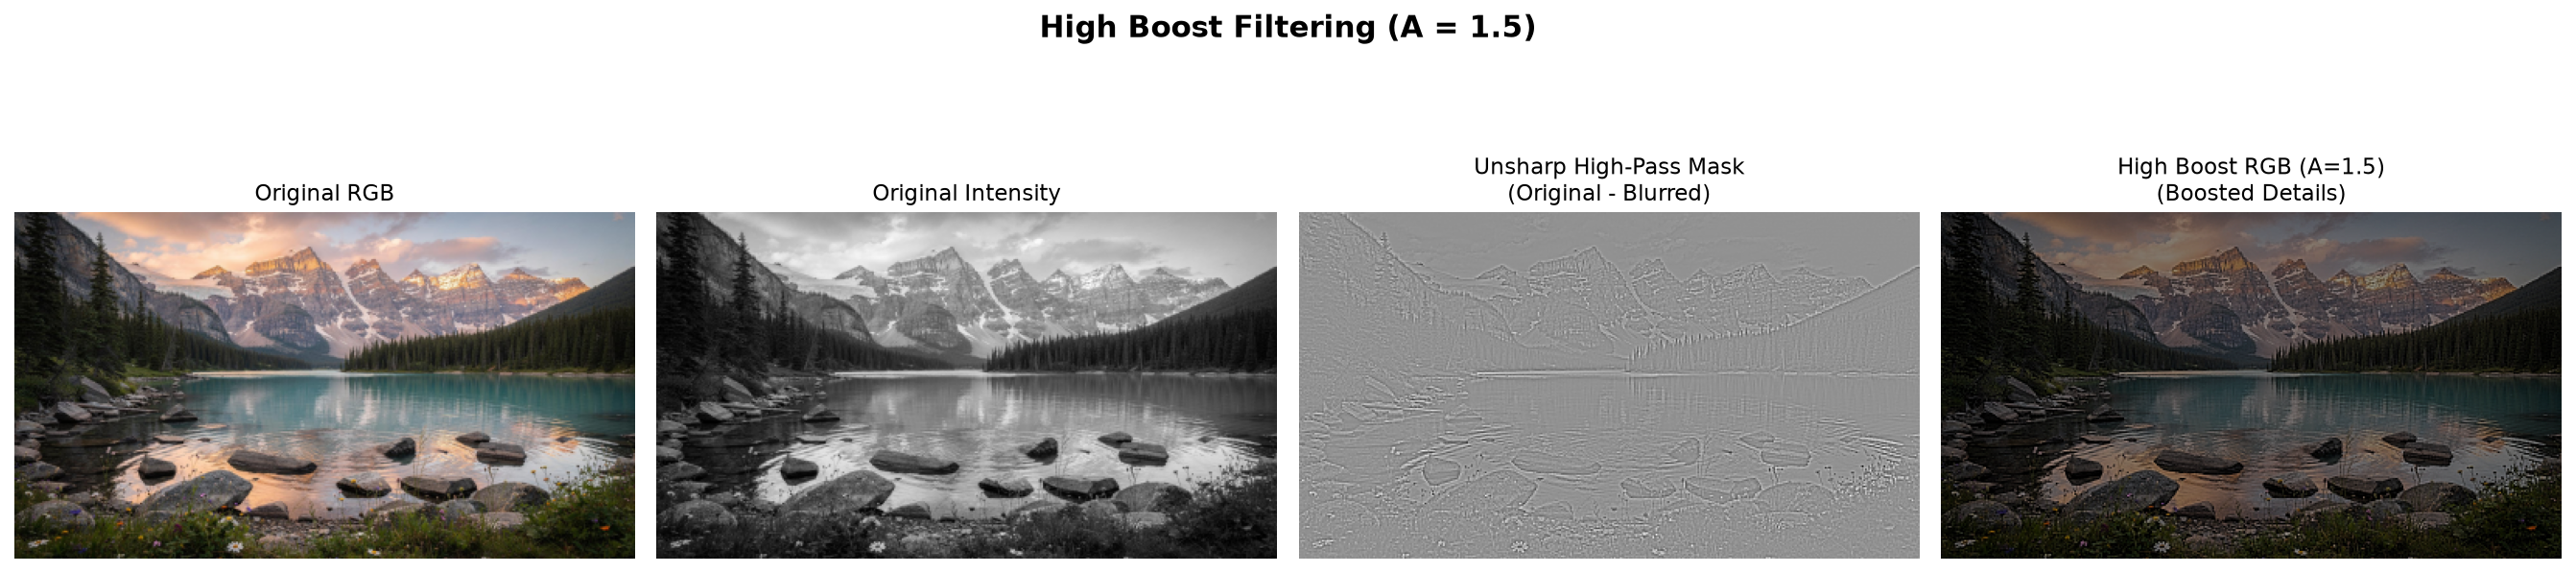 High Boost Filtering (A = 1.5)
Original RGB
Original Intensity
Unsharp High-Pass Mask
(Original - Blurred)
High Boost RGB (A=1.5)
(Boosted Details)